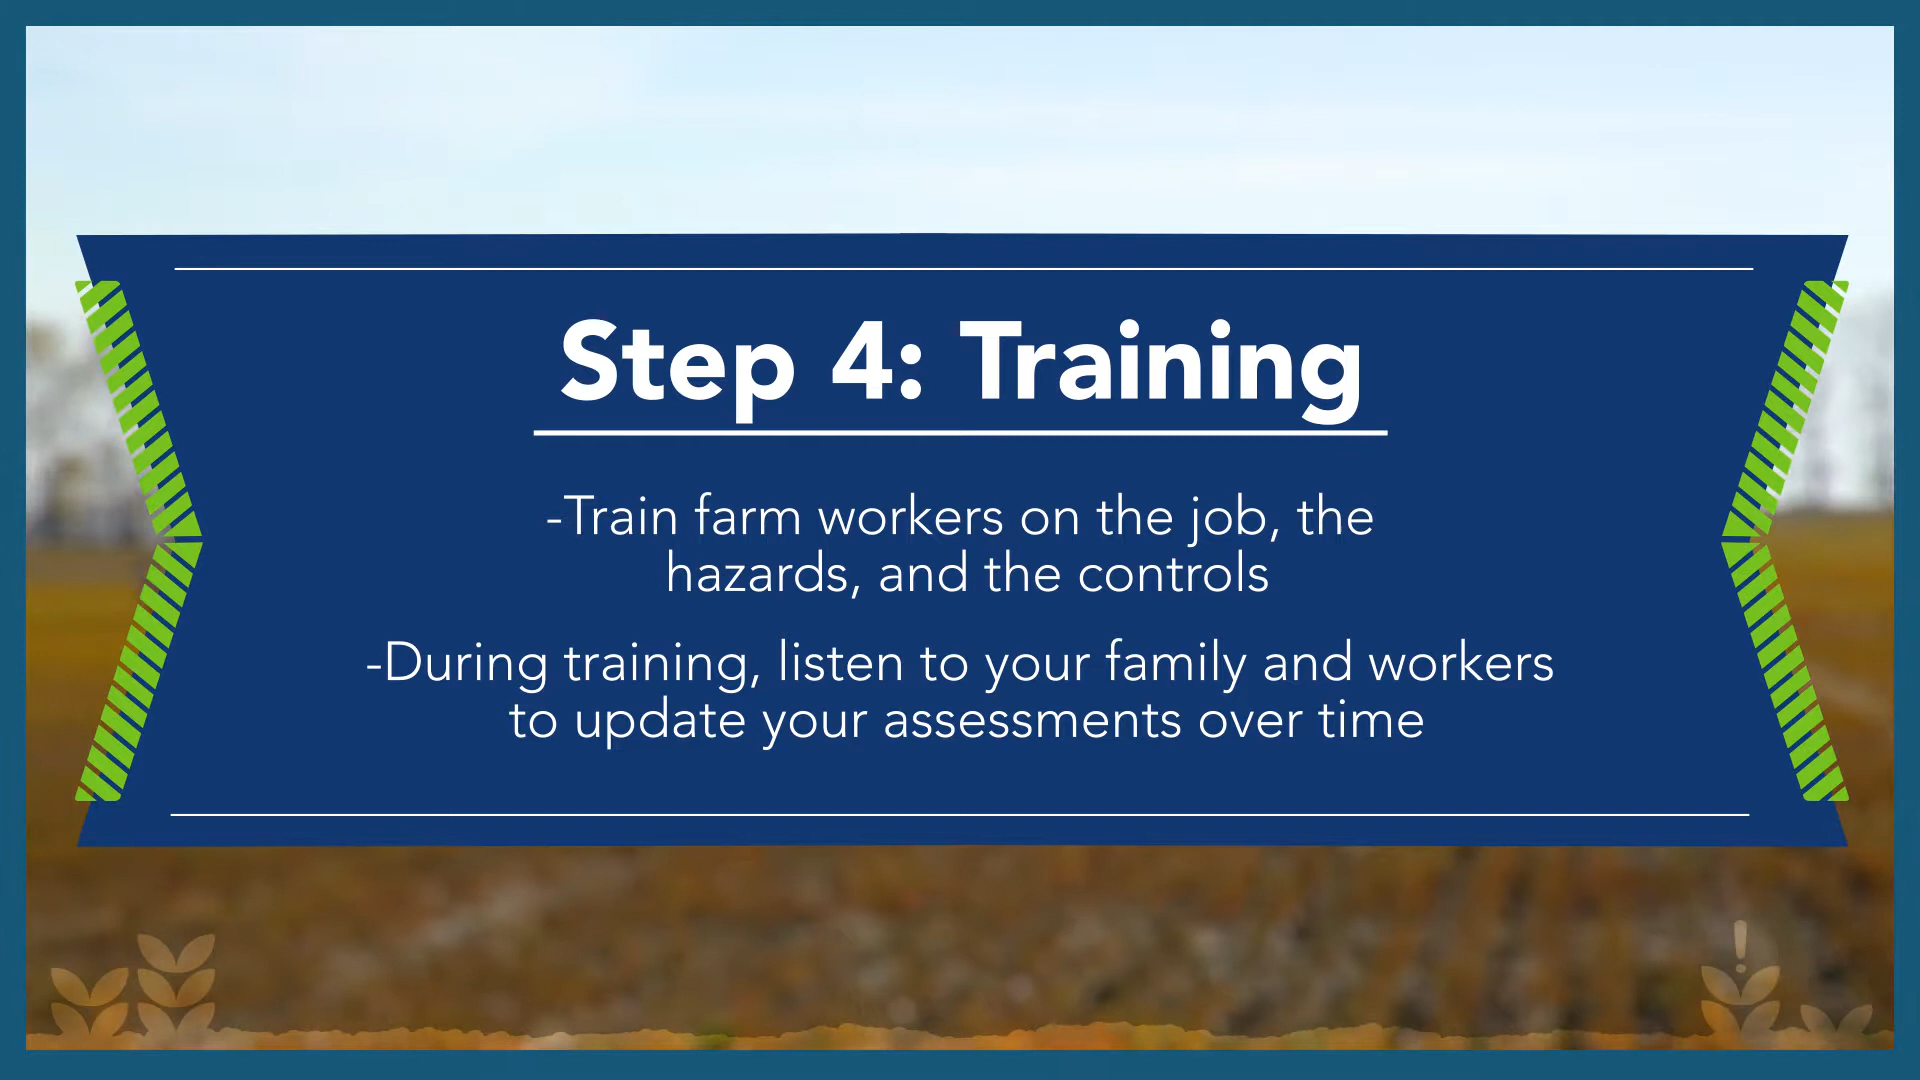 Step 4: Training
-Train farm workers on the job, the
hazards, and the controls
-During training, listen to your family and workers
to update your assessments over time